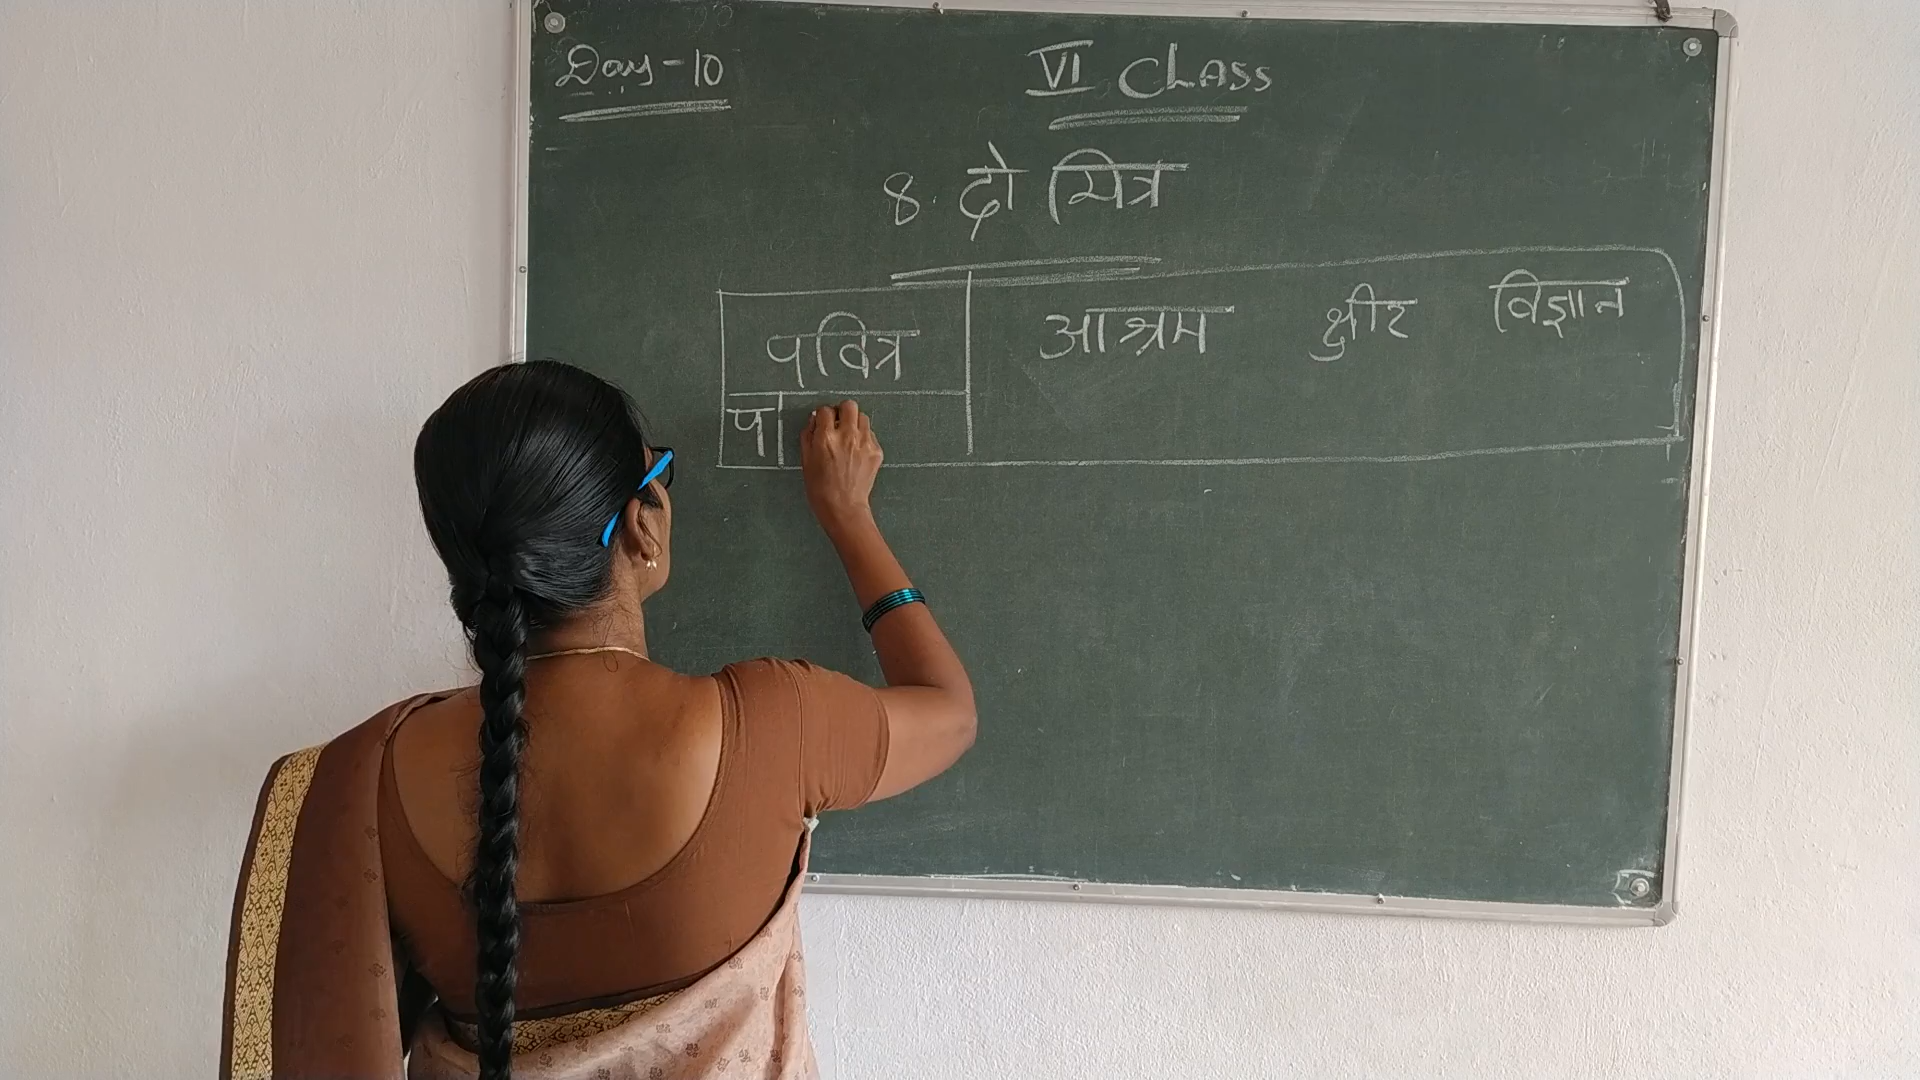 Day-10
VI CLASS
8. दो मित्र
पवित्र आश्रम क्षीर विज्ञान
प